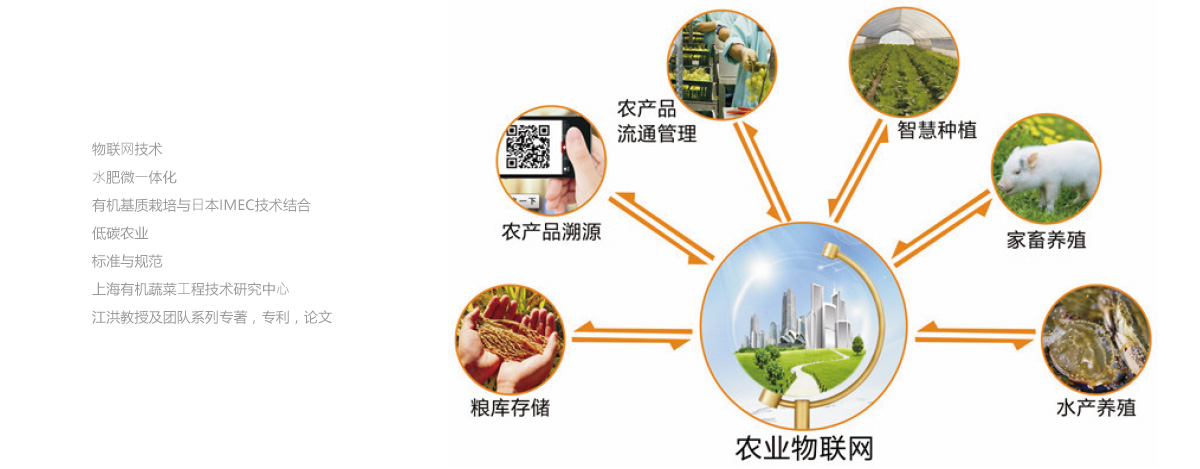 物联网技术
水肥微一体化
有机基质栽培与日本IMEC技术结合
低碳农业
标准与规范
上海有机蔬菜工程技术研究中心
江洪教授及团队系列专著，专利，论文
农产品
流通管理
智慧种植
农产品溯源
家畜养殖
粮库存储
水产养殖
农业物联网